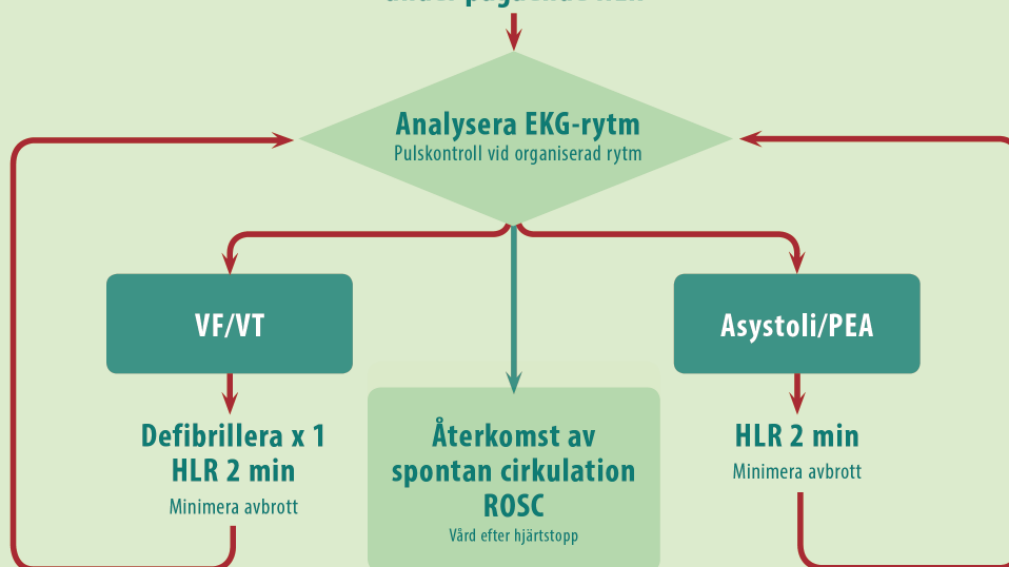 Analysera EKG-rytm
Pulskontroll vid organiserad rytm
VF/VT
Asystoli/PEA
Defibrillera x 1
HLR 2 min
Minimera avbrott
Återkomst av
spontan cirkulation
ROSC
Vård efter hjärtstopp
HLR 2 min
Minimera avbrott